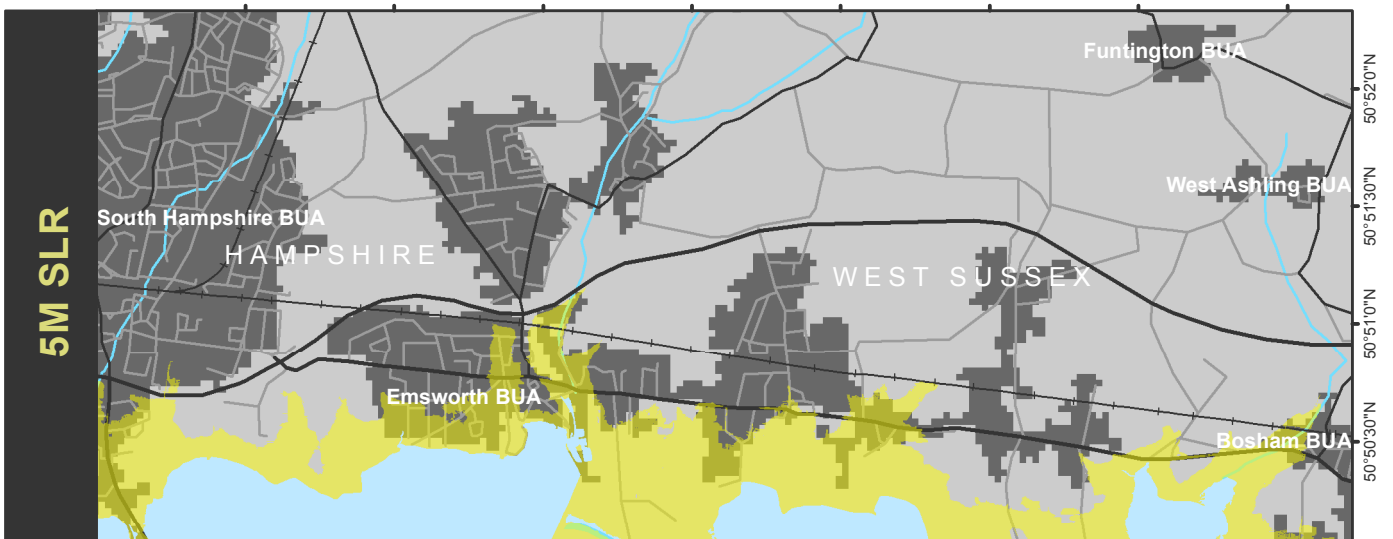 5M SLR
Funtington BUA
West Ashling BUA
South Hampshire BUA
HAMPSHIRE
WEST SUSSEX
Emsworth BUA
Bosham BUA
50°52'0"N
50°51'30"N
50°51'0"N
50°50'30"N